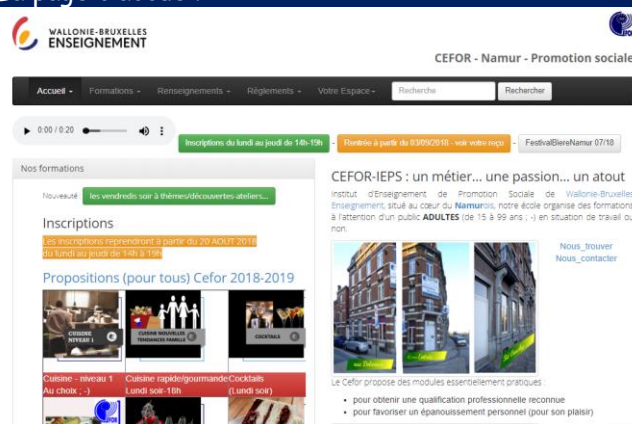 WALLONIE-BRUXELLES
ENSEIGNEMENT
CEFOR - Namur - Promotion sociale
Accueil
Formations
Renseignements
Réglements
Votre Espace
Recherche
Rechercher
0:00 / 0:20
Inscriptions du lundi au jeudi de 14h-19h
-
Rentrée à partir du 03/09/2018 - voir votre reçu
-
FestivalBiereNamur 07/18
Nos formations
Nouveauté :
les vendredis soir à thèmes/découvertes-ateliers...
Inscriptions
Les inscriptions reprendront à partir du 20 AOUT 2018
du lundi au jeudi de 14h à 19h
Propositions (pour tous) Cefor 2018-2019
CUISINE
NIVEAU 1
CUISINE NOUVELLES
TENDANCES FAMILLE
COCKTAILS
Cuisine - niveau 1
Au choix ; -)
Cuisine rapide/gourmande
Lundi soir-18h
Cocktails
(Lundi soir)
CEFOR-IEPS : un métier... une passion... un atout
Institut d'Enseignement de Promotion Sociale de Wallonie-Bruxelles
Enseignement, situé au cœur du Namurois, notre école organise des formations
à l'attention d'un public ADULTES (de 15 à 99 ans ; -) en situation de travail ou
non.
Nous_trouver
Nous_contacter
Le Cefor propose des modules essentiellement pratiques :
pour obtenir une qualification professionnelle reconnue
pour favoriser un épanouissement personnel (pour son plaisir)